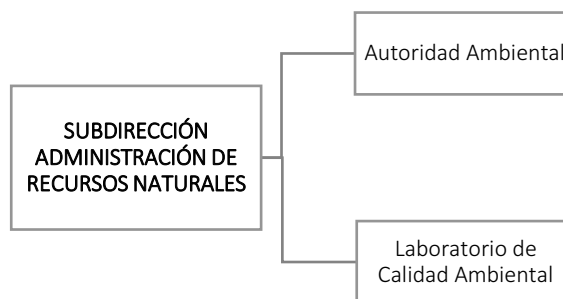 Autoridad Ambiental
SUBDIRECCIÓN
ADMINISTRACIÓN DE
RECURSOS NATURALES
Laboratorio de
Calidad Ambiental